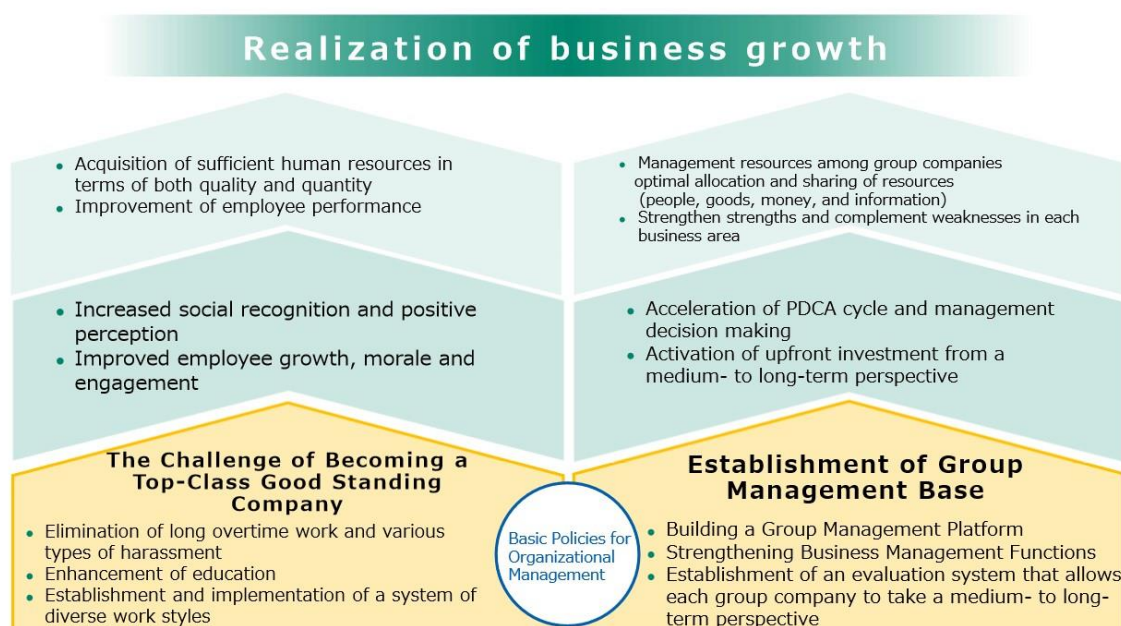 Realization of business growth
• Acquisition of sufficient human resources in
terms of both quality and quantity
• Improvement of employee performance
• Management resources among group companies
optimal allocation and sharing of resources
(people, goods, money, and information)
• Strengthen strengths and complement weaknesses in each
business area
• Increased social recognition and positive
perception
• Improved employee growth, morale and
engagement
• Acceleration of PDCA cycle and management
decision making
• Activation of upfront investment from a
medium- to long-term perspective
The Challenge of Becoming a
Top-Class Good Standing
Company
• Elimination of long overtime work and various
types of harassment
• Enhancement of education
• Establishment and implementation of a system of
diverse work styles
Basic Policies for
Organizational
Management
Establishment of Group
Management Base
• Building a Group Management Platform
• Strengthening Business Management Functions
• Establishment of an evaluation system that allows
each group company to take a medium- to long-
term perspective